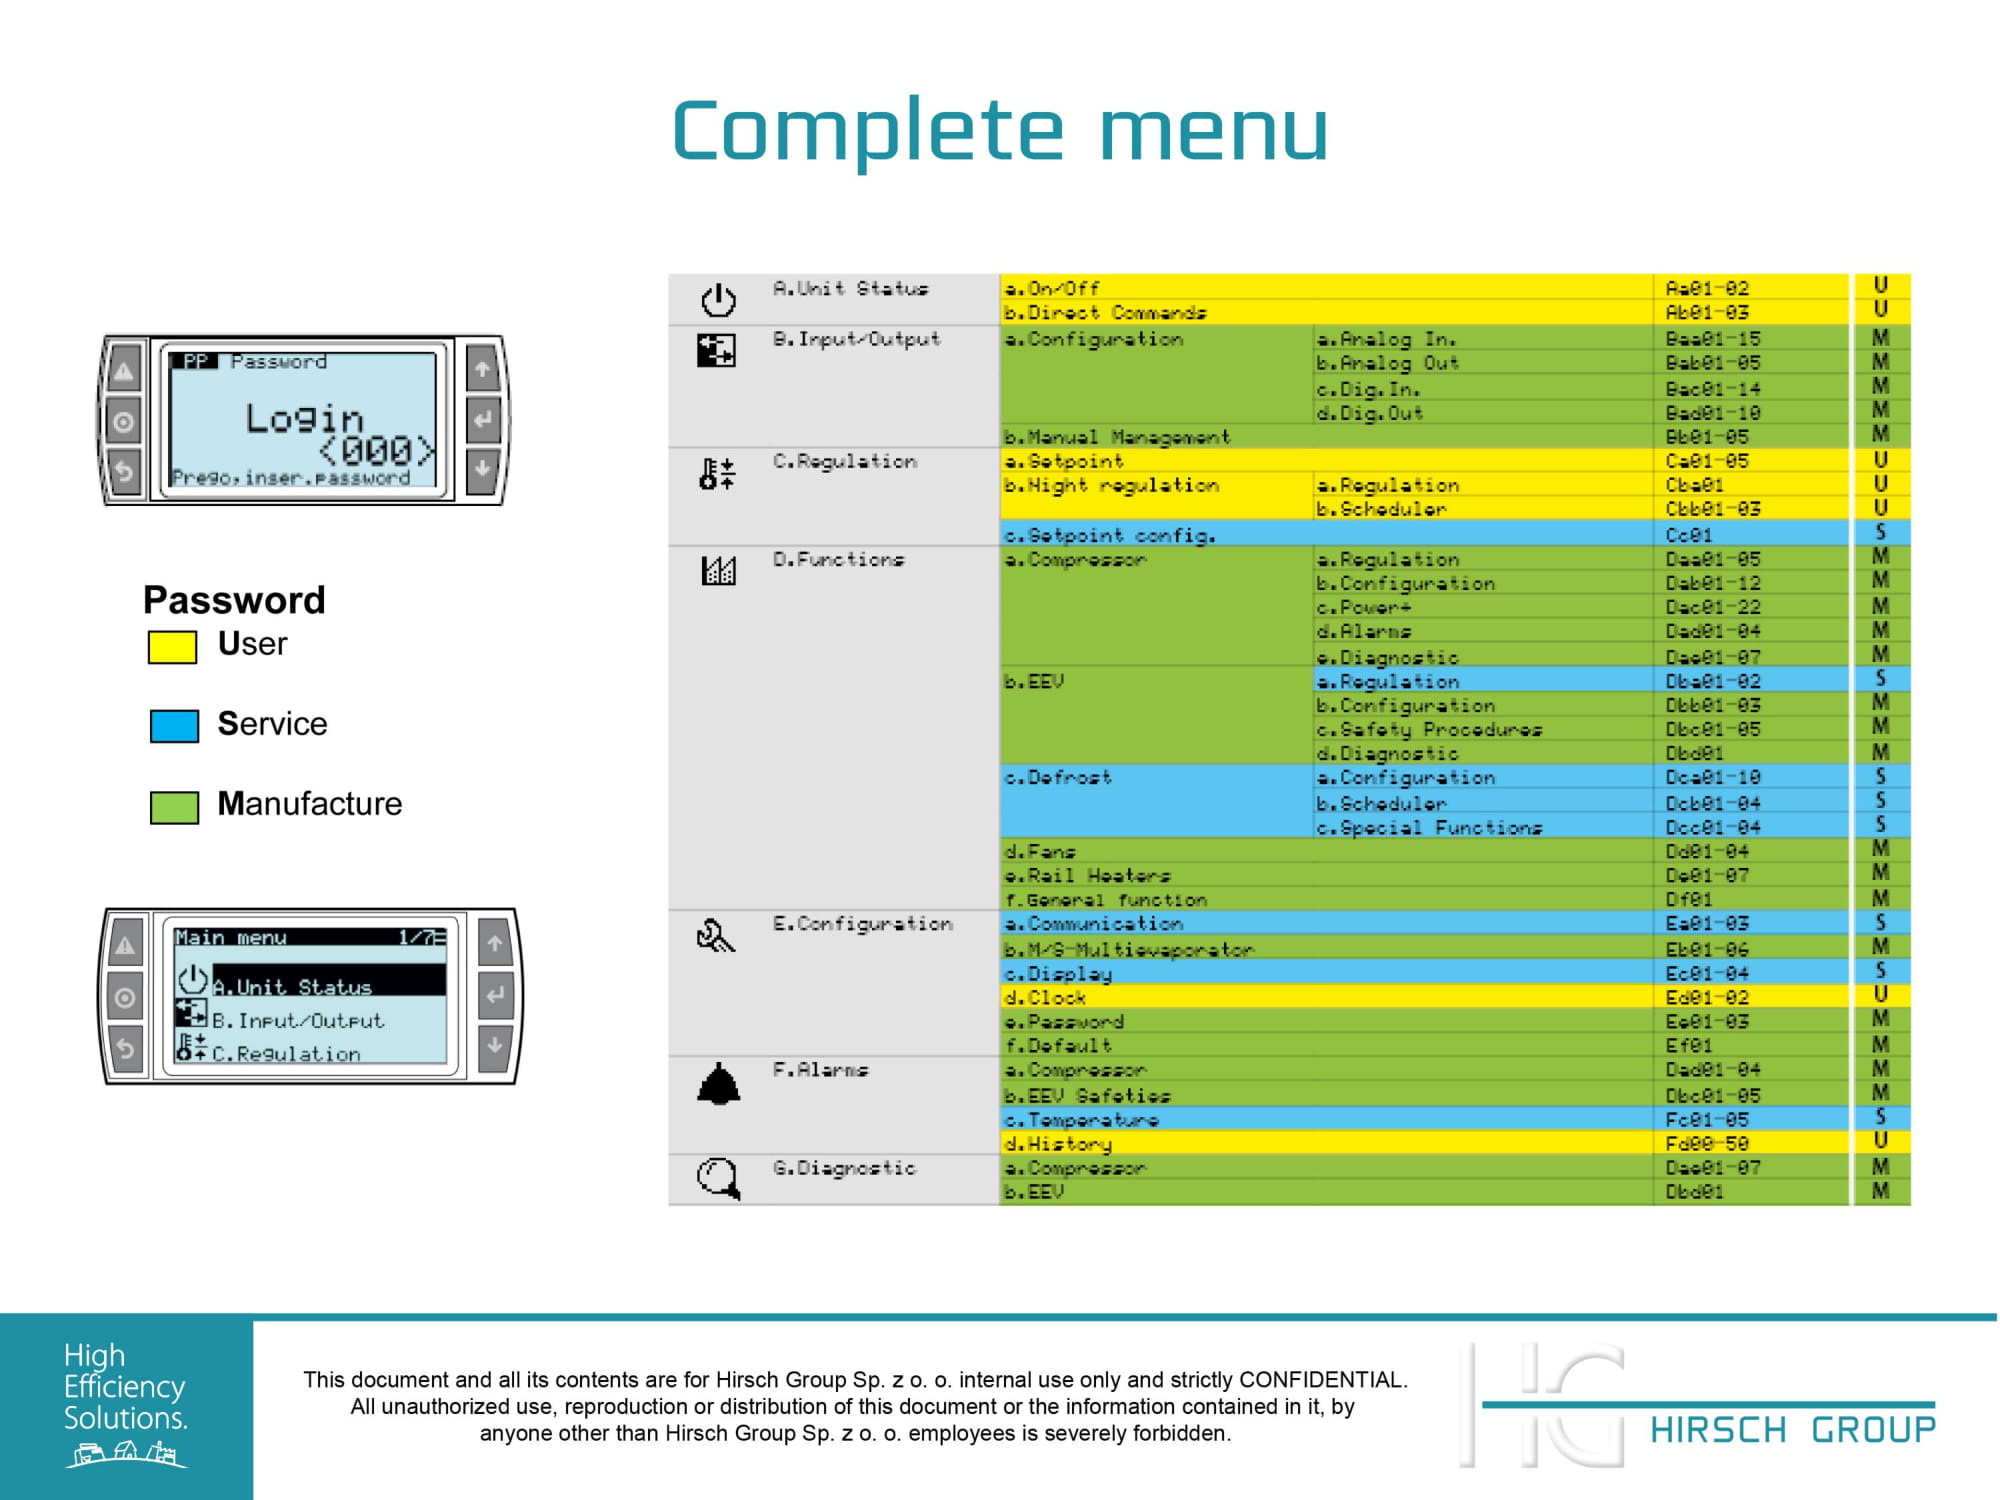 Complete menu
PP Password
Login
<000>
Prego,inser.password
Password
User
Service
Manufacture
Main menu 1/7
A.Unit Status
B.Input/Output
C.Regulation
A.Unit Status a.On/Off Aa01-02 U
b.Direct Commands Ab01-03 U
B.Input/Output a.Configuration a.Analog In. Baa01-15 M
b.Analog Out Bab01-05 M
c.Dig.In. Bac01-14 M
d.Dig.Out Bad01-10 M
b.Manual Management Bb01-05 M
C.Regulation a.Setpoint Ca01-05 U
b.Night regulation a.Regulation Cba01 U
b.Scheduler Cbb01-03 U
c.Setpoint config. Cc01 S
D.Functions a.Compressor a.Regulation Daa01-05 M
b.Configuration Dab01-12 M
c.Power+ Dac01-22 M
d.Alarms Dad01-04 M
e.Diagnostic Dae01-07 M
b.EEV a.Regulation Dba01-02 S
b.Configuration Dbb01-03 M
c.Safety Procedures Dbc01-05 M
d.Diagnostic Dbd01 M
c.Defrost a.Configuration Dca01-10 S
b.Scheduler Dcb01-04 S
c.Special Functions Dcc01-04 S
d.Fans Dd01-04 M
e.Rail Heaters De01-07 M
f.General function Df01 M
E.Configuration a.Communication Ea01-03 S
b.M/S-Multievaporator Eb01-06 M
c.Display Ec01-04 S
d.Clock Ed01-02 U
e.Password Ee01-03 M
f.Default Ef01 M
F.Alarms a.Compressor Dad01-04 M
b.EEV Safeties Dbc01-05 M
c.Temperature Fc01-05 S
d.History Fd00-50 U
G.Diagnostic a.Compressor Dae01-07 M
b.EEV Dbd01 M
High
Efficiency
Solutions.
This document and all its contents are for Hirsch Group Sp. z o. o. internal use only and strictly CONFIDENTIAL.
All unauthorized use, reproduction or distribution of this document or the information contained in it, by
anyone other than Hirsch Group Sp. z o. o. employees is severely forbidden.
HG
HIRSCH GROUP